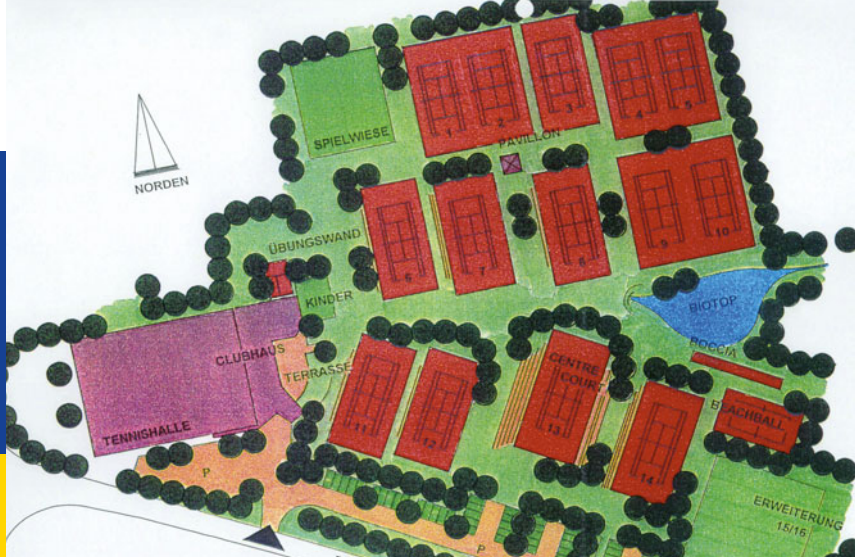 1
2
3
4
5
SPIELWIESE
PAVILLON
NORDEN
ÜBUNGSWAND
6
7
8
9
10
KINDER
BIOTOP
CLUBHAUS
TERRASSE
BOCCIA
CENTRE
COURT
BEACHBALL
TENNISHALLE
11
12
13
14
P
ERWEITERUNG
15/16
P